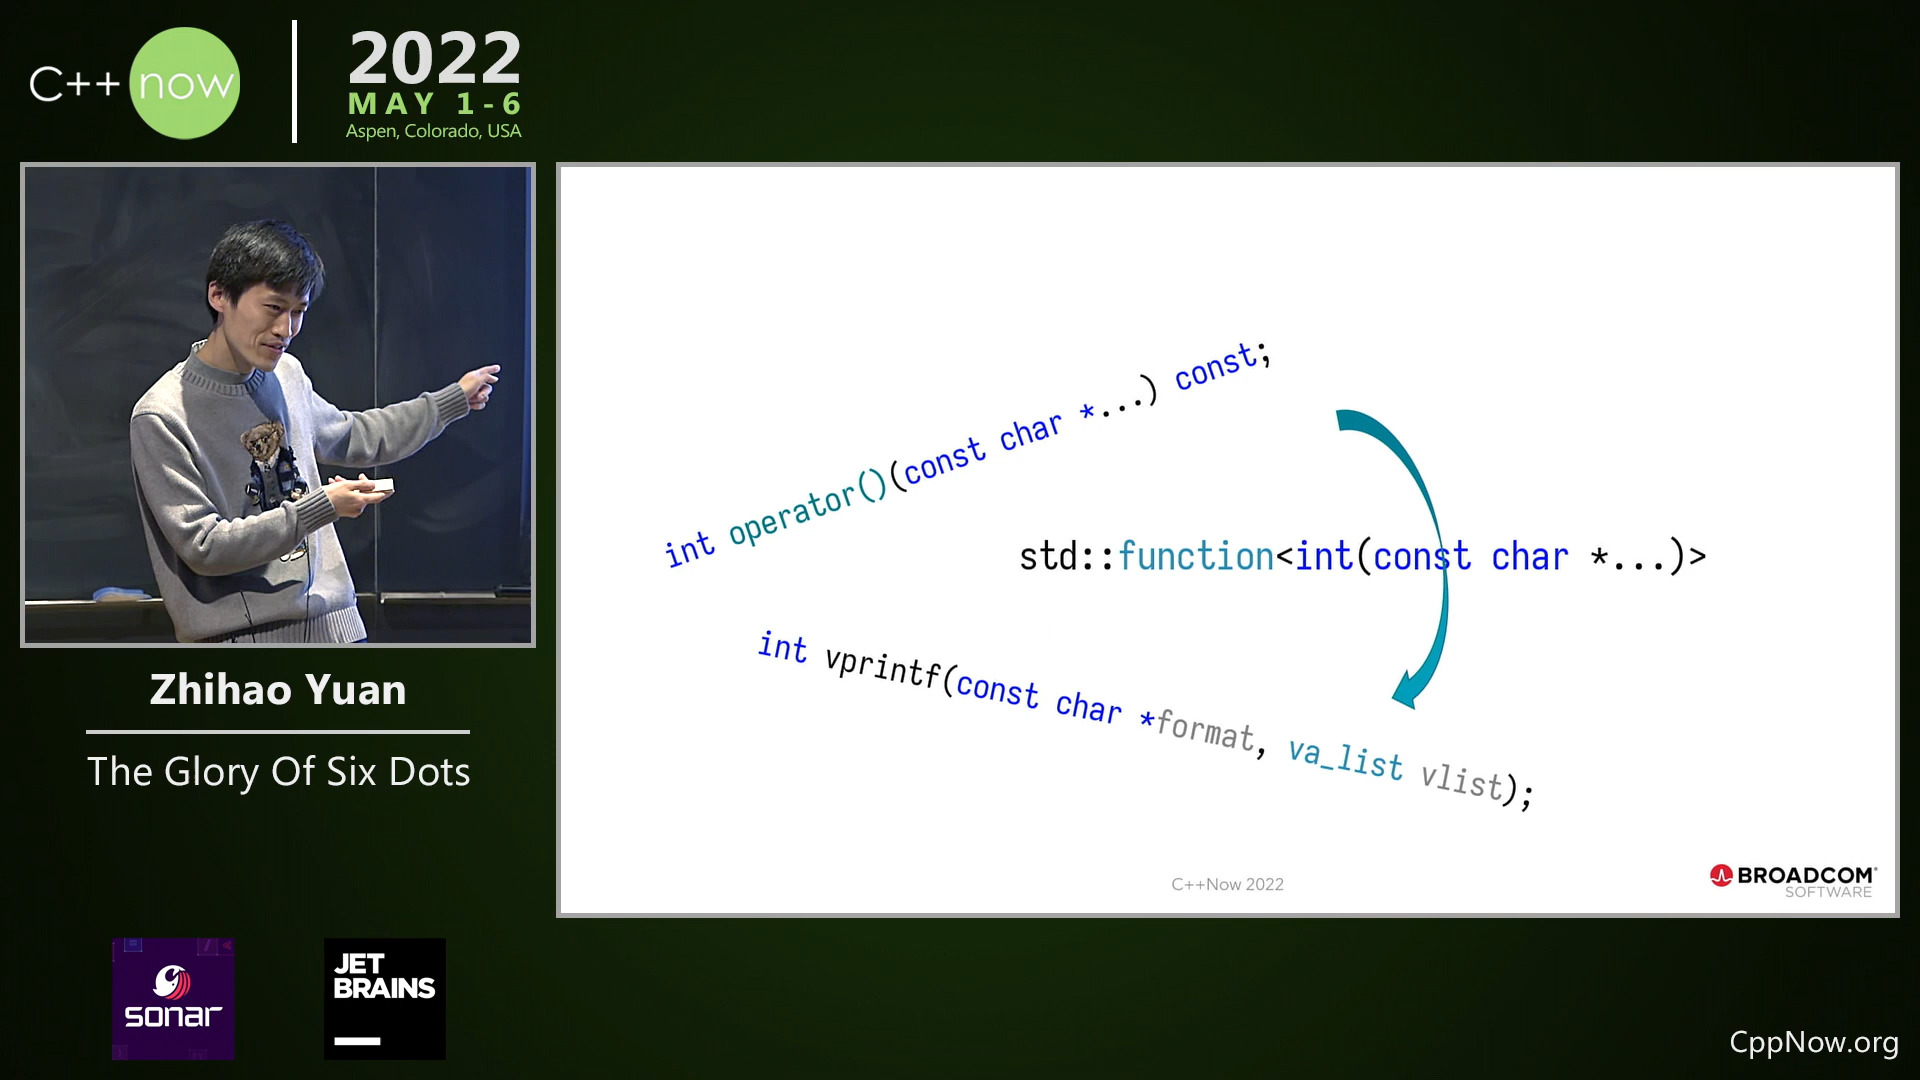 C++ now
2022
MAY 1-6
Aspen, Colorado, USA
int operator()(const char *...) const;
std::function<int(const char *...)>
int vprintf(const char *format, va_list vlist);
C++Now 2022
BROADCOM
SOFTWARE
Zhihao Yuan
The Glory Of Six Dots
sonar
JET
BRAINS
CppNow.org